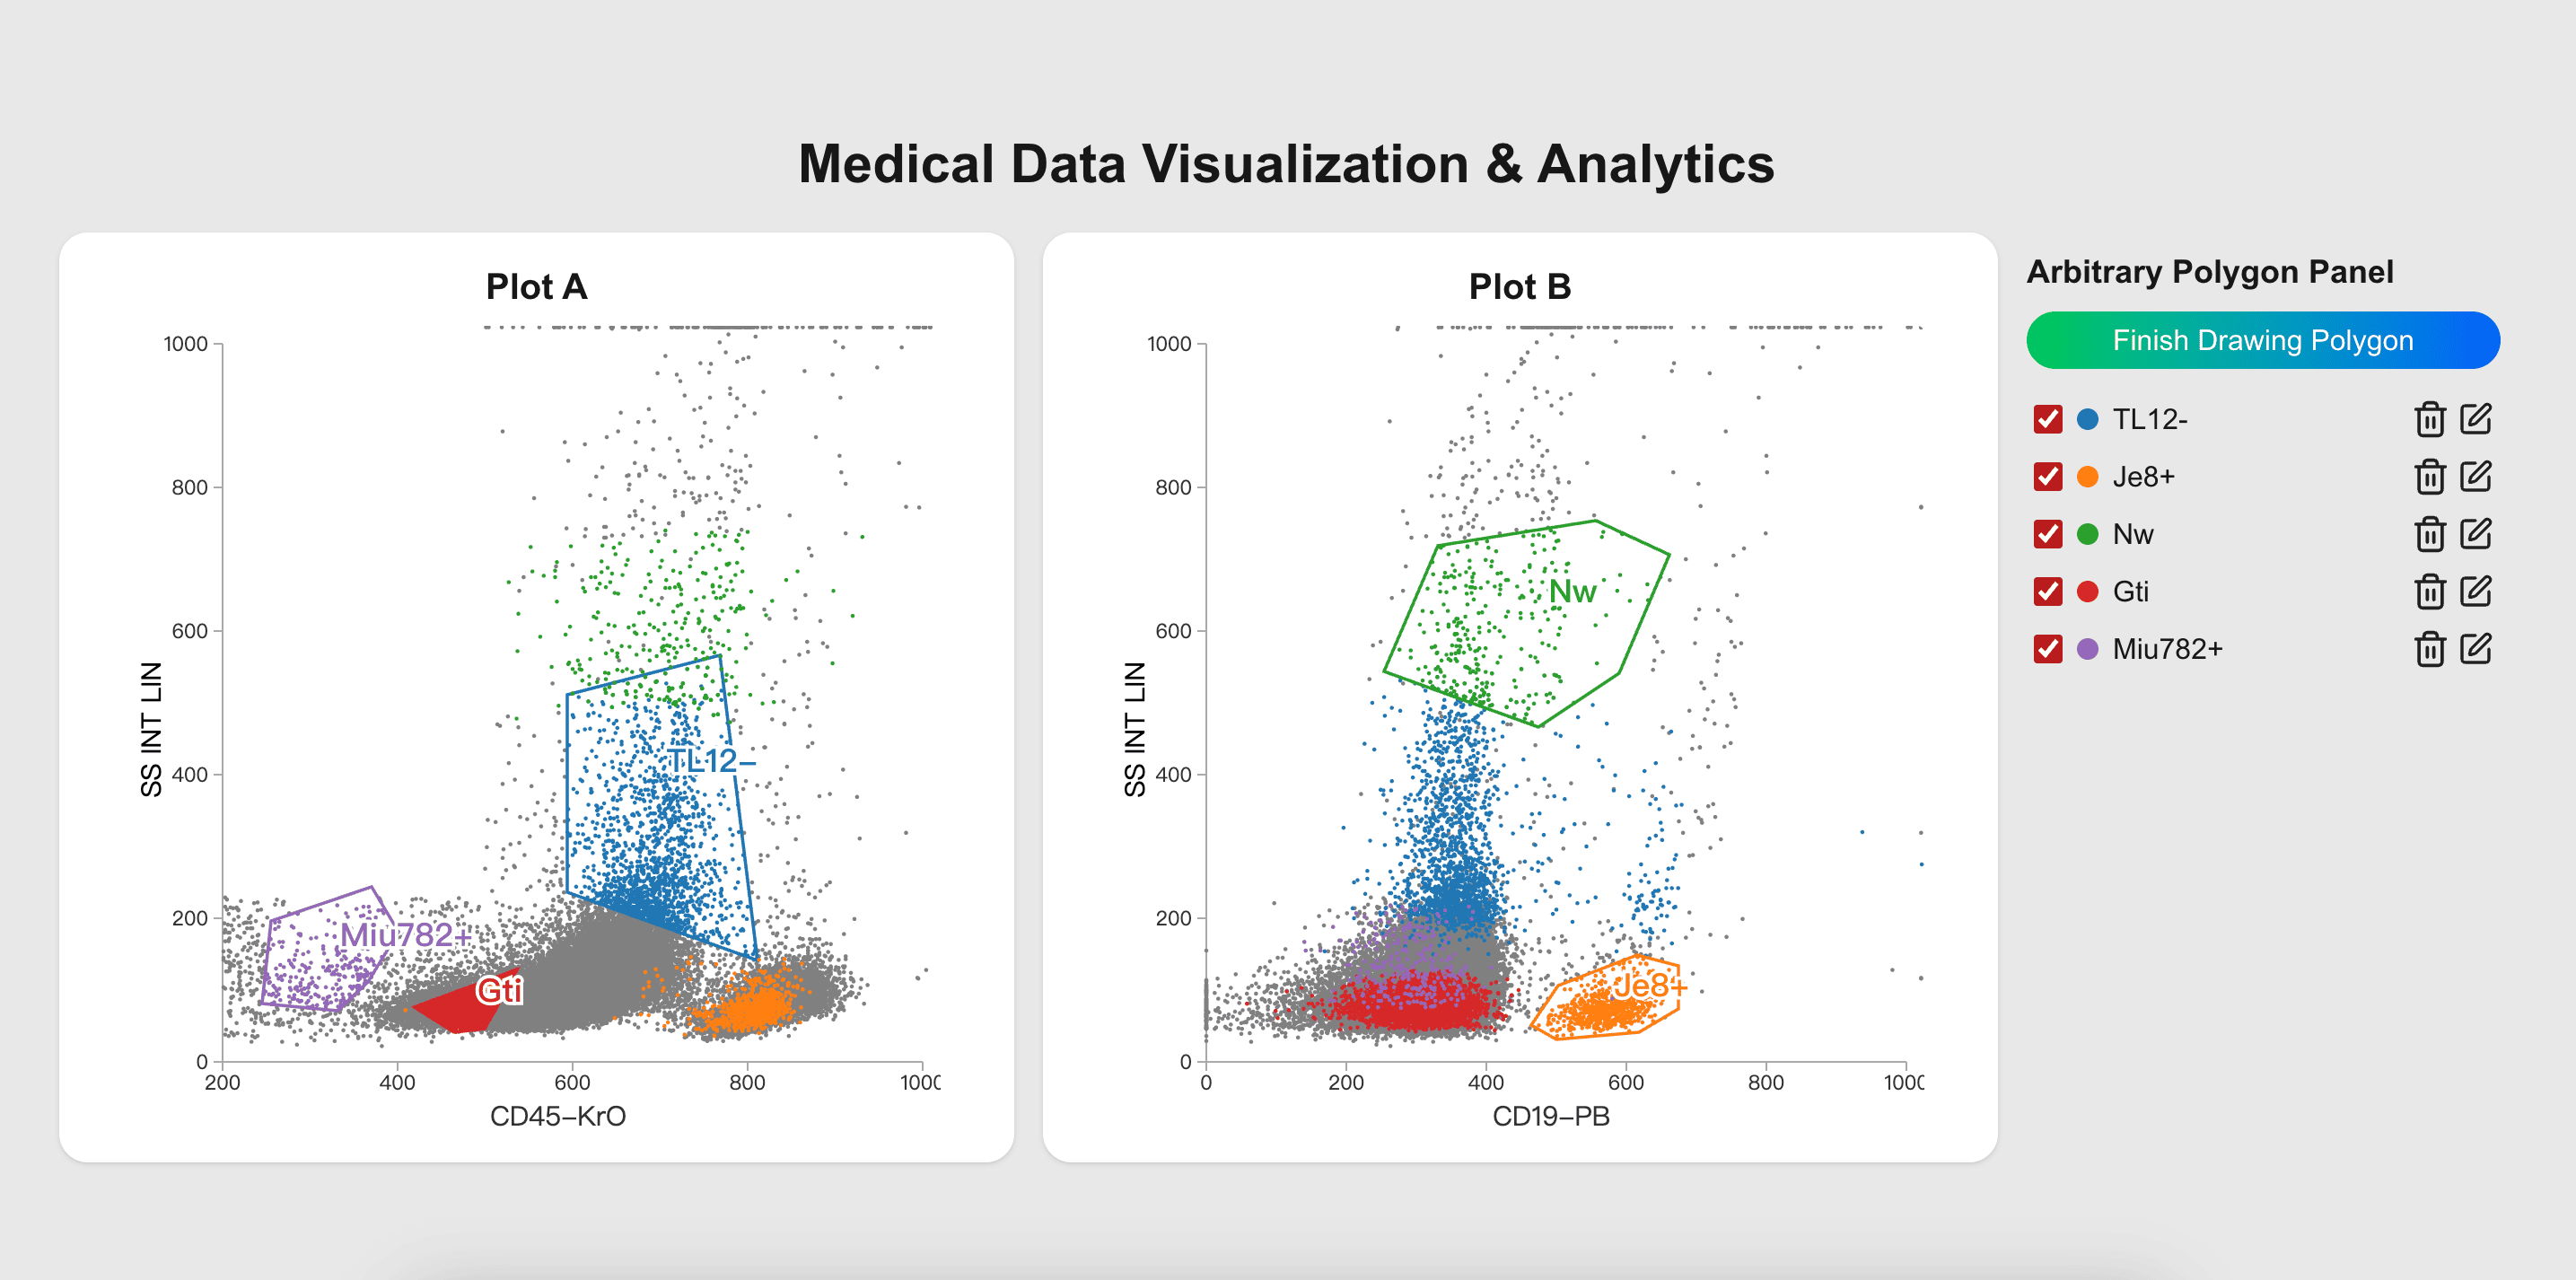 Medical Data Visualization & Analytics
Plot A
1000
800
600
400
200
0
200
400
600
800
1000
SS INT LIN
CD45–KrO
TL12–
Miu782+
Gti
Plot B
1000
800
600
400
200
0
0
200
400
600
800
1000
SS INT LIN
CD19–PB
Nw
Je8+
Arbitrary Polygon Panel
Finish Drawing Polygon
TL12-
Je8+
Nw
Gti
Miu782+